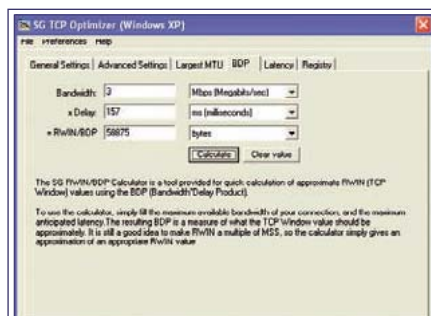 SG TCP Optimizer (Windows XP)
File Preferences Help
General Settings Advanced Settings Largest MTU BDP Latency Registry
Bandwidth: 3 Mbps (Megabits/sec)
x Delay: 157 ms (miliseconds)
= RWIN/BDP 58875 bytes
Calculate Clear value
The SG RWIN/BDP Calculator is a tool provided for quick calculation of approximate RWIN (TCP
Window) values using the BDP (Bandwidth*Delay Product).
To use the calculator, simply fill the maximum available bandwidth of your connection, and the maximum
anticipated latency.The resulting BDP is a measure of what the TCP Window value should be
approximately. It is still a good idea to make RWIN a multiple of MSS, so the calculator simply gives an
approximation of an appropriate RWIN value